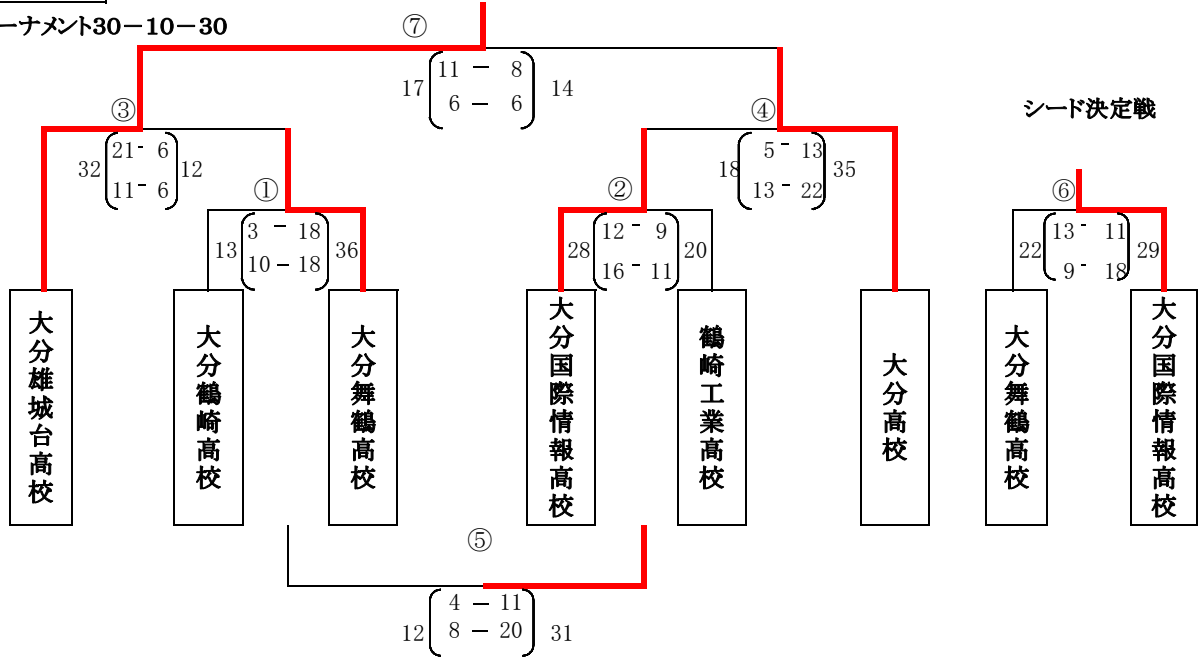 ーナメント30－10－30
⑦
17 11 － 8 14
6 － 6
③
④
シード決定戦
32 21- 6 12
11- 6
18 5 - 13 35
13 - 22
①
②
⑥
13 3 － 18 36
10 － 18
28 12 - 9 20
16 - 11
22 13 - 11 29
9 - 18
大分雄城台高校
大分鶴崎高校
大分舞鶴高校
大分国際情報高校
鶴崎工業高校
大分高校
大分舞鶴高校
大分国際情報高校
⑤
12 4 － 11 31
8 － 20